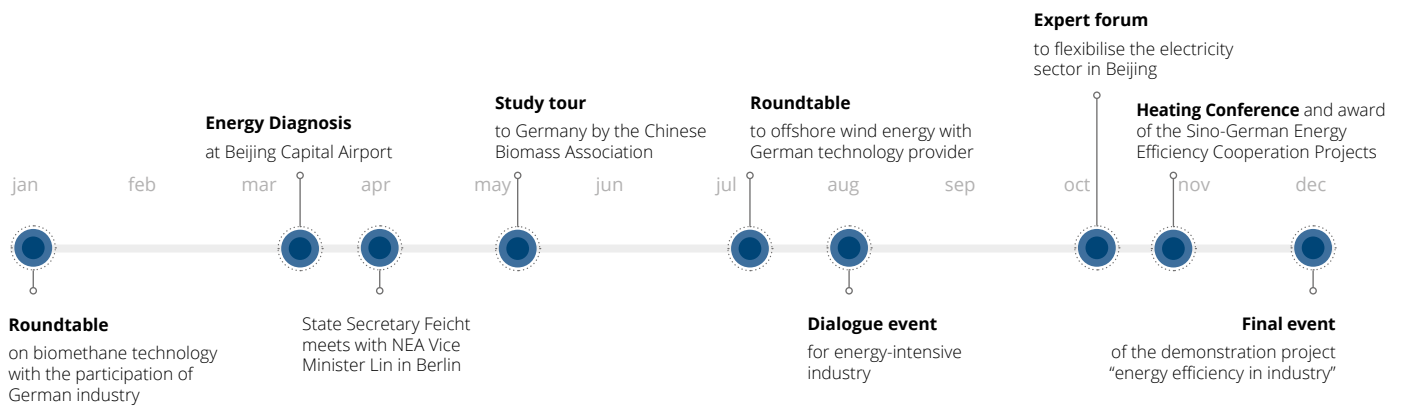 Expert forum
to flexibilise the electricity
sector in Beijing
Study tour
to Germany by the Chinese
Biomass Association
Roundtable
to offshore wind energy with
German technology provider
Heating Conference and award
of the Sino-German Energy
Efficiency Cooperation Projects
Energy Diagnosis
at Beijing Capital Airport
jan feb mar apr may jun jul aug sep oct nov dec
Roundtable
on biomethane technology
with the participation of
German industry
State Secretary Feicht
meets with NEA Vice
Minister Lin in Berlin
Dialogue event
for energy-intensive
industry
Final event
of the demonstration project
“energy efficiency in industry”